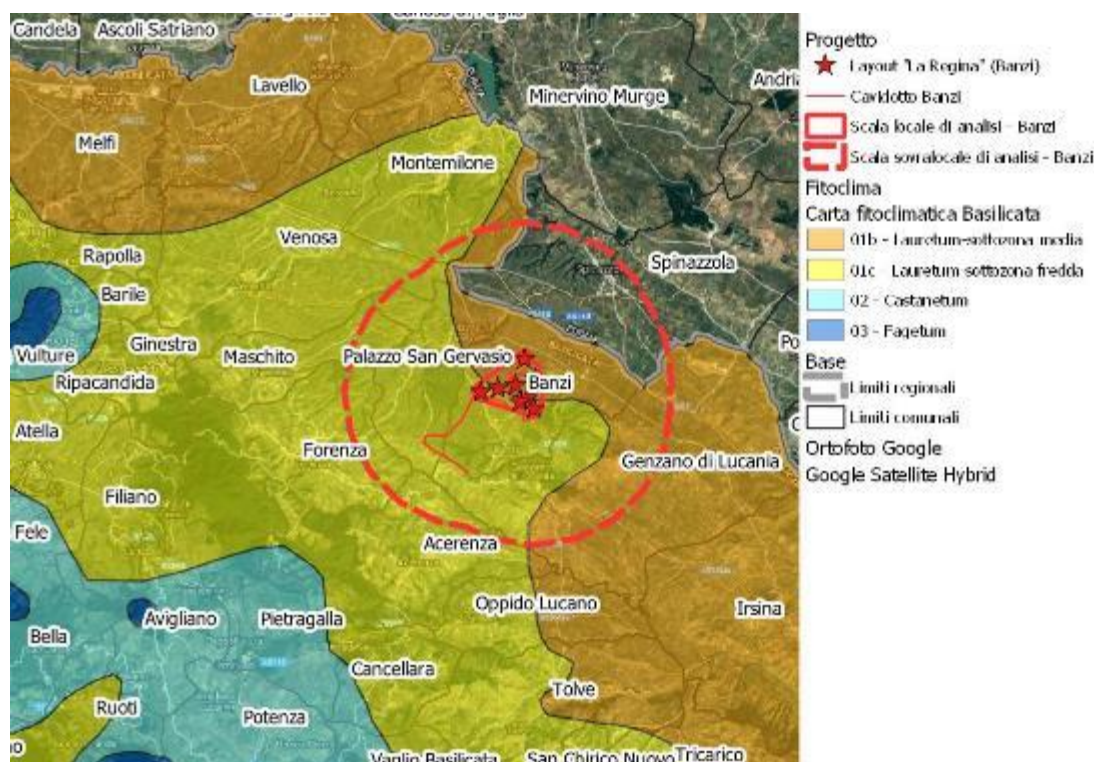 Candela
Ascoli Satriano
Lavello
Minervino Murge
Melfi
Montemilone
Venosa
Rapolla
Spinazzola
Barile
Ginestra
Vulture
Maschito
Palazzo San Gervasio
Ripacandida
Banzi
Atella
Forenza
Genzano di Lucania
Filiano
Fele
Acerenza
Oppido Lucano
Irsina
Avigliano
Pietragalla
Bella
Cancellara
Tolve
Ruoti
Potenza
Vaglio Basilicata
San Chirico Nuovo
Tricarico
Progetto
Layout "La Regina" (Banzi)
Cavidotto Banzi
Scala locale di analisi - Banzi
Scala sovralocale di analisi - Banzi
Fitoclima
Carta fitoclimatica Basilicata
01b - Lauretum-sottozona media
01c - Lauretum-sottozona fredda
02 - Castanetum
03 - Fagetum
Base
Limiti regionali
Limiti comunali
Ortofoto Google
Google Satellite Hybrid